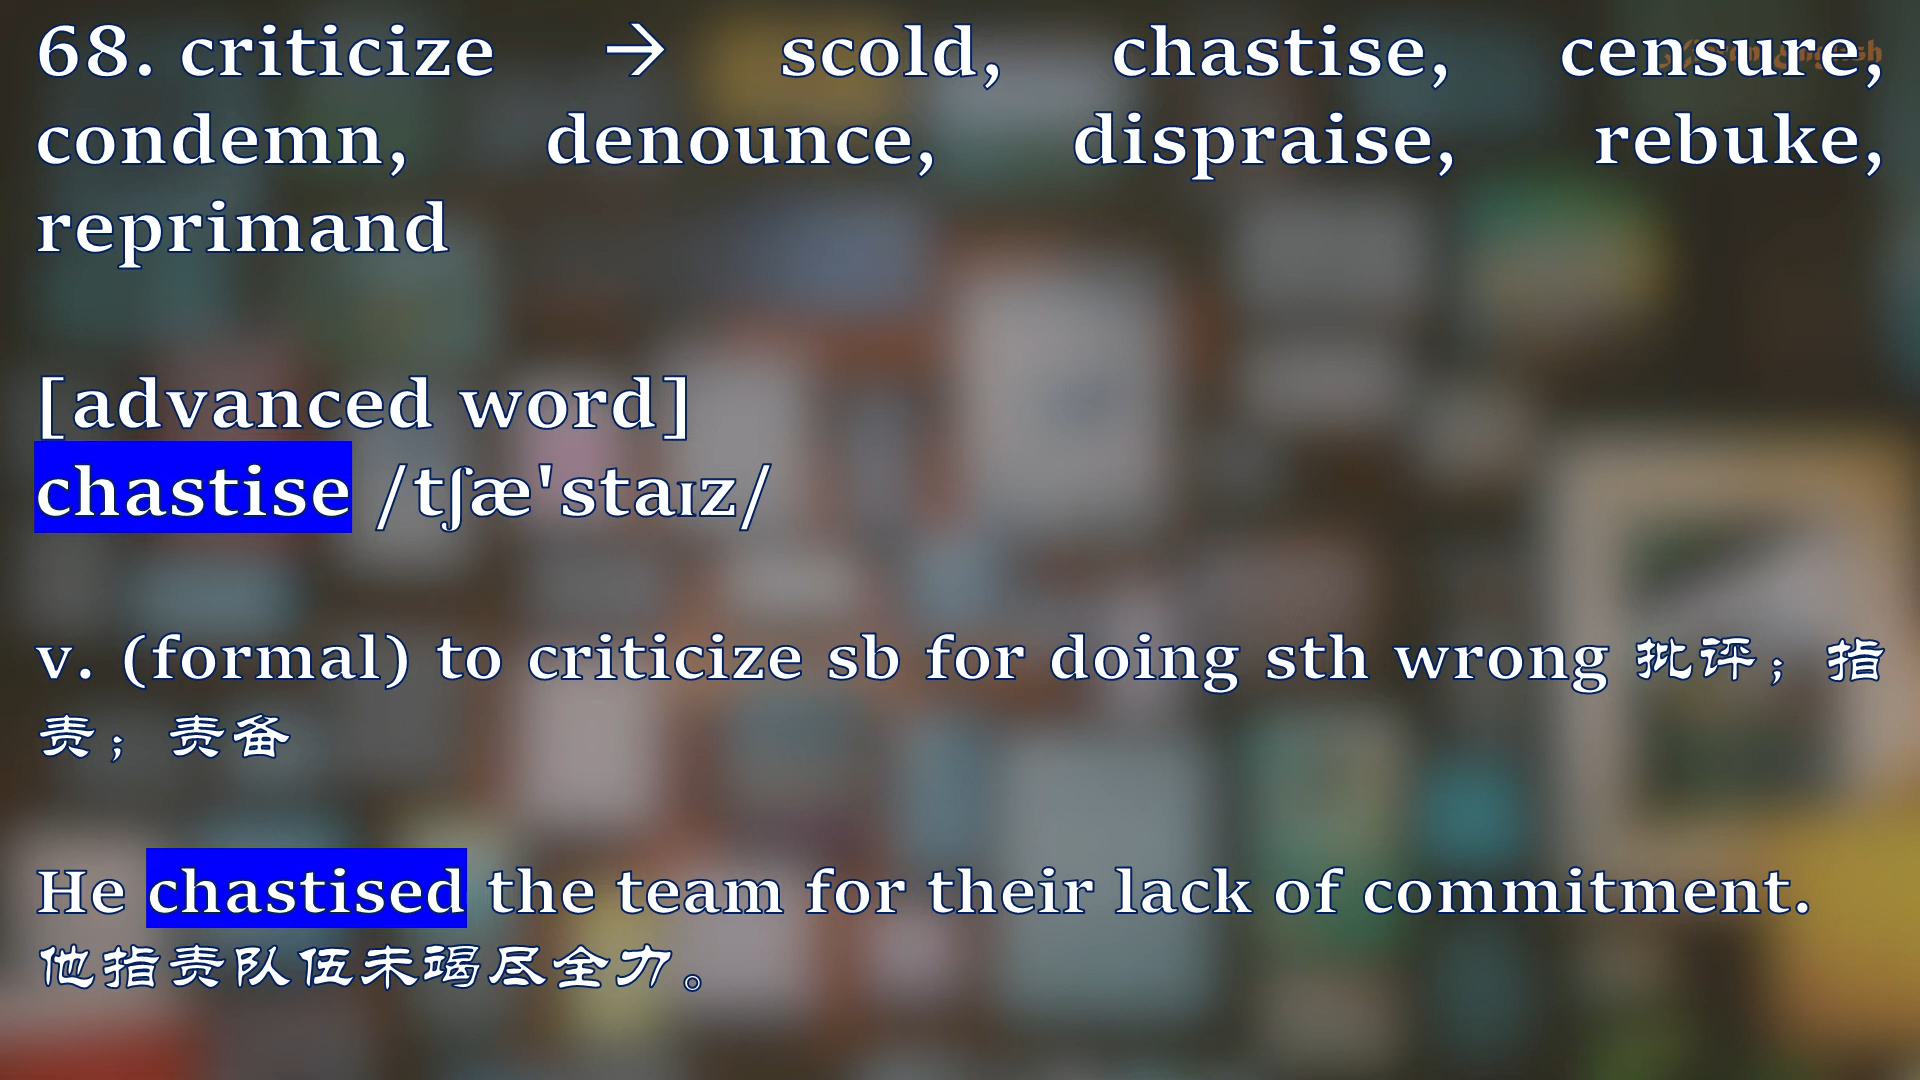 68. criticize → scold, chastise, censure,
condemn, denounce, dispraise, rebuke,
reprimand
[advanced word]
chastise /tʃæ'staɪz/
v. (formal) to criticize sb for doing sth wrong 批评；指
责；责备
He chastised the team for their lack of commitment.
他指责队伍未竭尽全力。